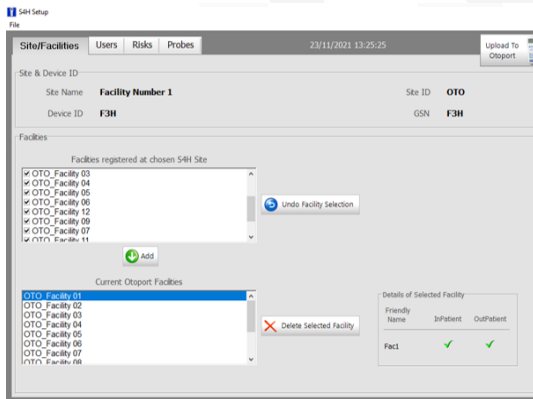 S4H Setup
File
Site/Facilities Users Risks Probes 23/11/2021 13:25:25 Upload To Otoport
Site & Device ID
Site Name Facility Number 1 Site ID OTO
Device ID F3H GSN F3H
Facilities
Facilities registered at chosen S4H Site
OTO_Facility 03
OTO_Facility 04
OTO_Facility 05
OTO_Facility 06
OTO_Facility 12
OTO_Facility 09
OTO_Facility 07
OTO_Facility 11
Undo Facility Selection
Add
Current Otoport Facilities
OTO_Facility 01
OTO_Facility 02
OTO_Facility 03
OTO_Facility 04
OTO_Facility 05
OTO_Facility 06
OTO_Facility 07
OTO_Facility 08
Delete Selected Facility
Details of Selected Facility
Friendly Name InPatient OutPatient
Fac1